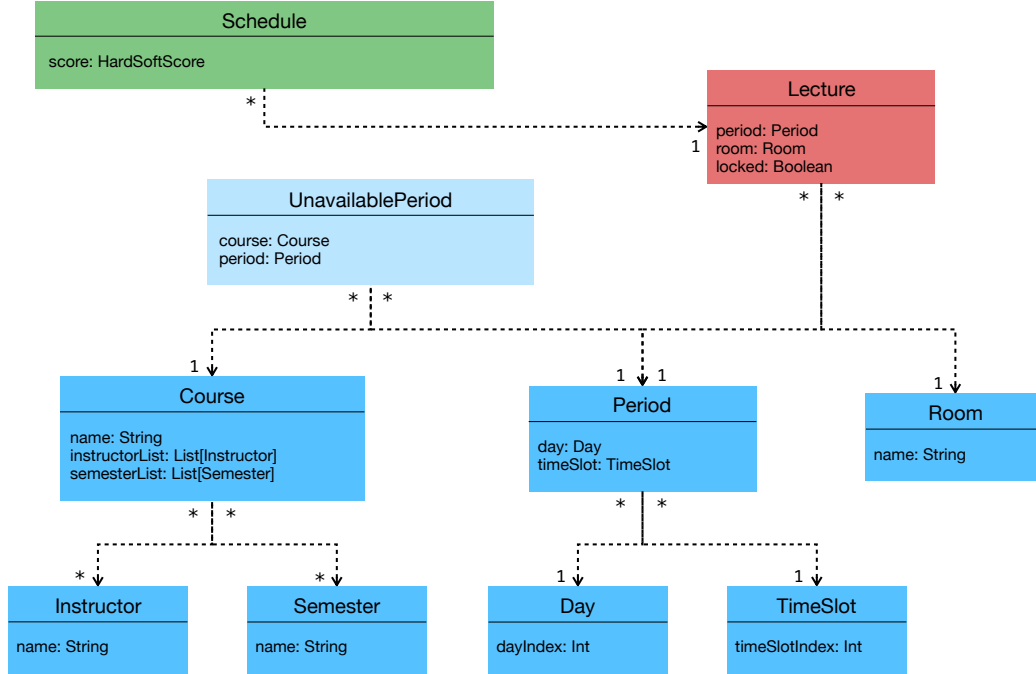 Schedule
score: HardSoftScore
*
1
Lecture
period: Period
room: Room
locked: Boolean
* *
UnavailablePeriod
course: Course
period: Period
* *
1
1 1
1
Course
name: String
instructorList: List[Instructor]
semesterList: List[Semester]
* *
Period
day: Day
timeSlot: TimeSlot
* *
Room
name: String
*
*
1
1
Instructor
name: String
Semester
name: String
Day
dayIndex: Int
TimeSlot
timeSlotIndex: Int